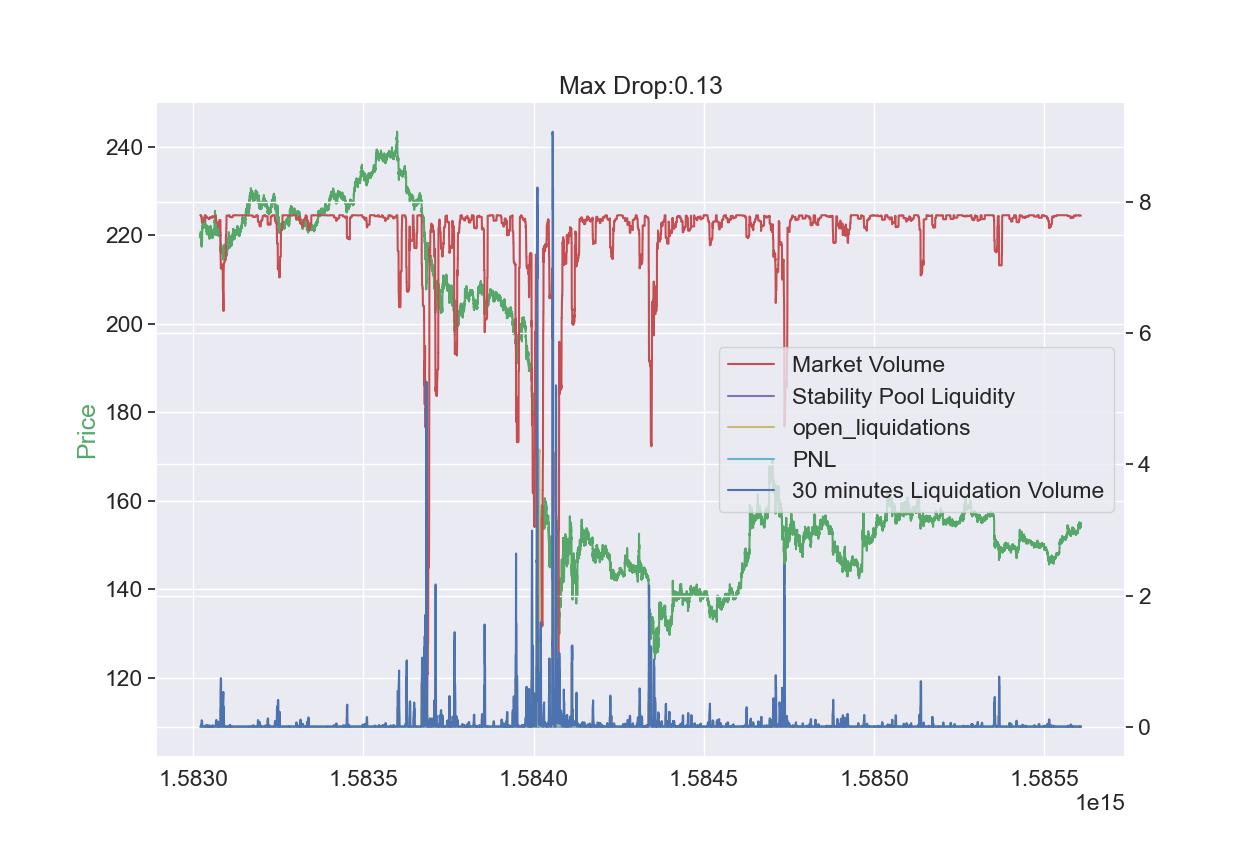 Max Drop:0.13
240
220
200
180
160
140
120
Price
8
6
4
2
0
Market Volume
Stability Pool Liquidity
open_liquidations
PNL
30 minutes Liquidation Volume
1.5830 1.5835 1.5840 1.5845 1.5850 1.5855
1e15